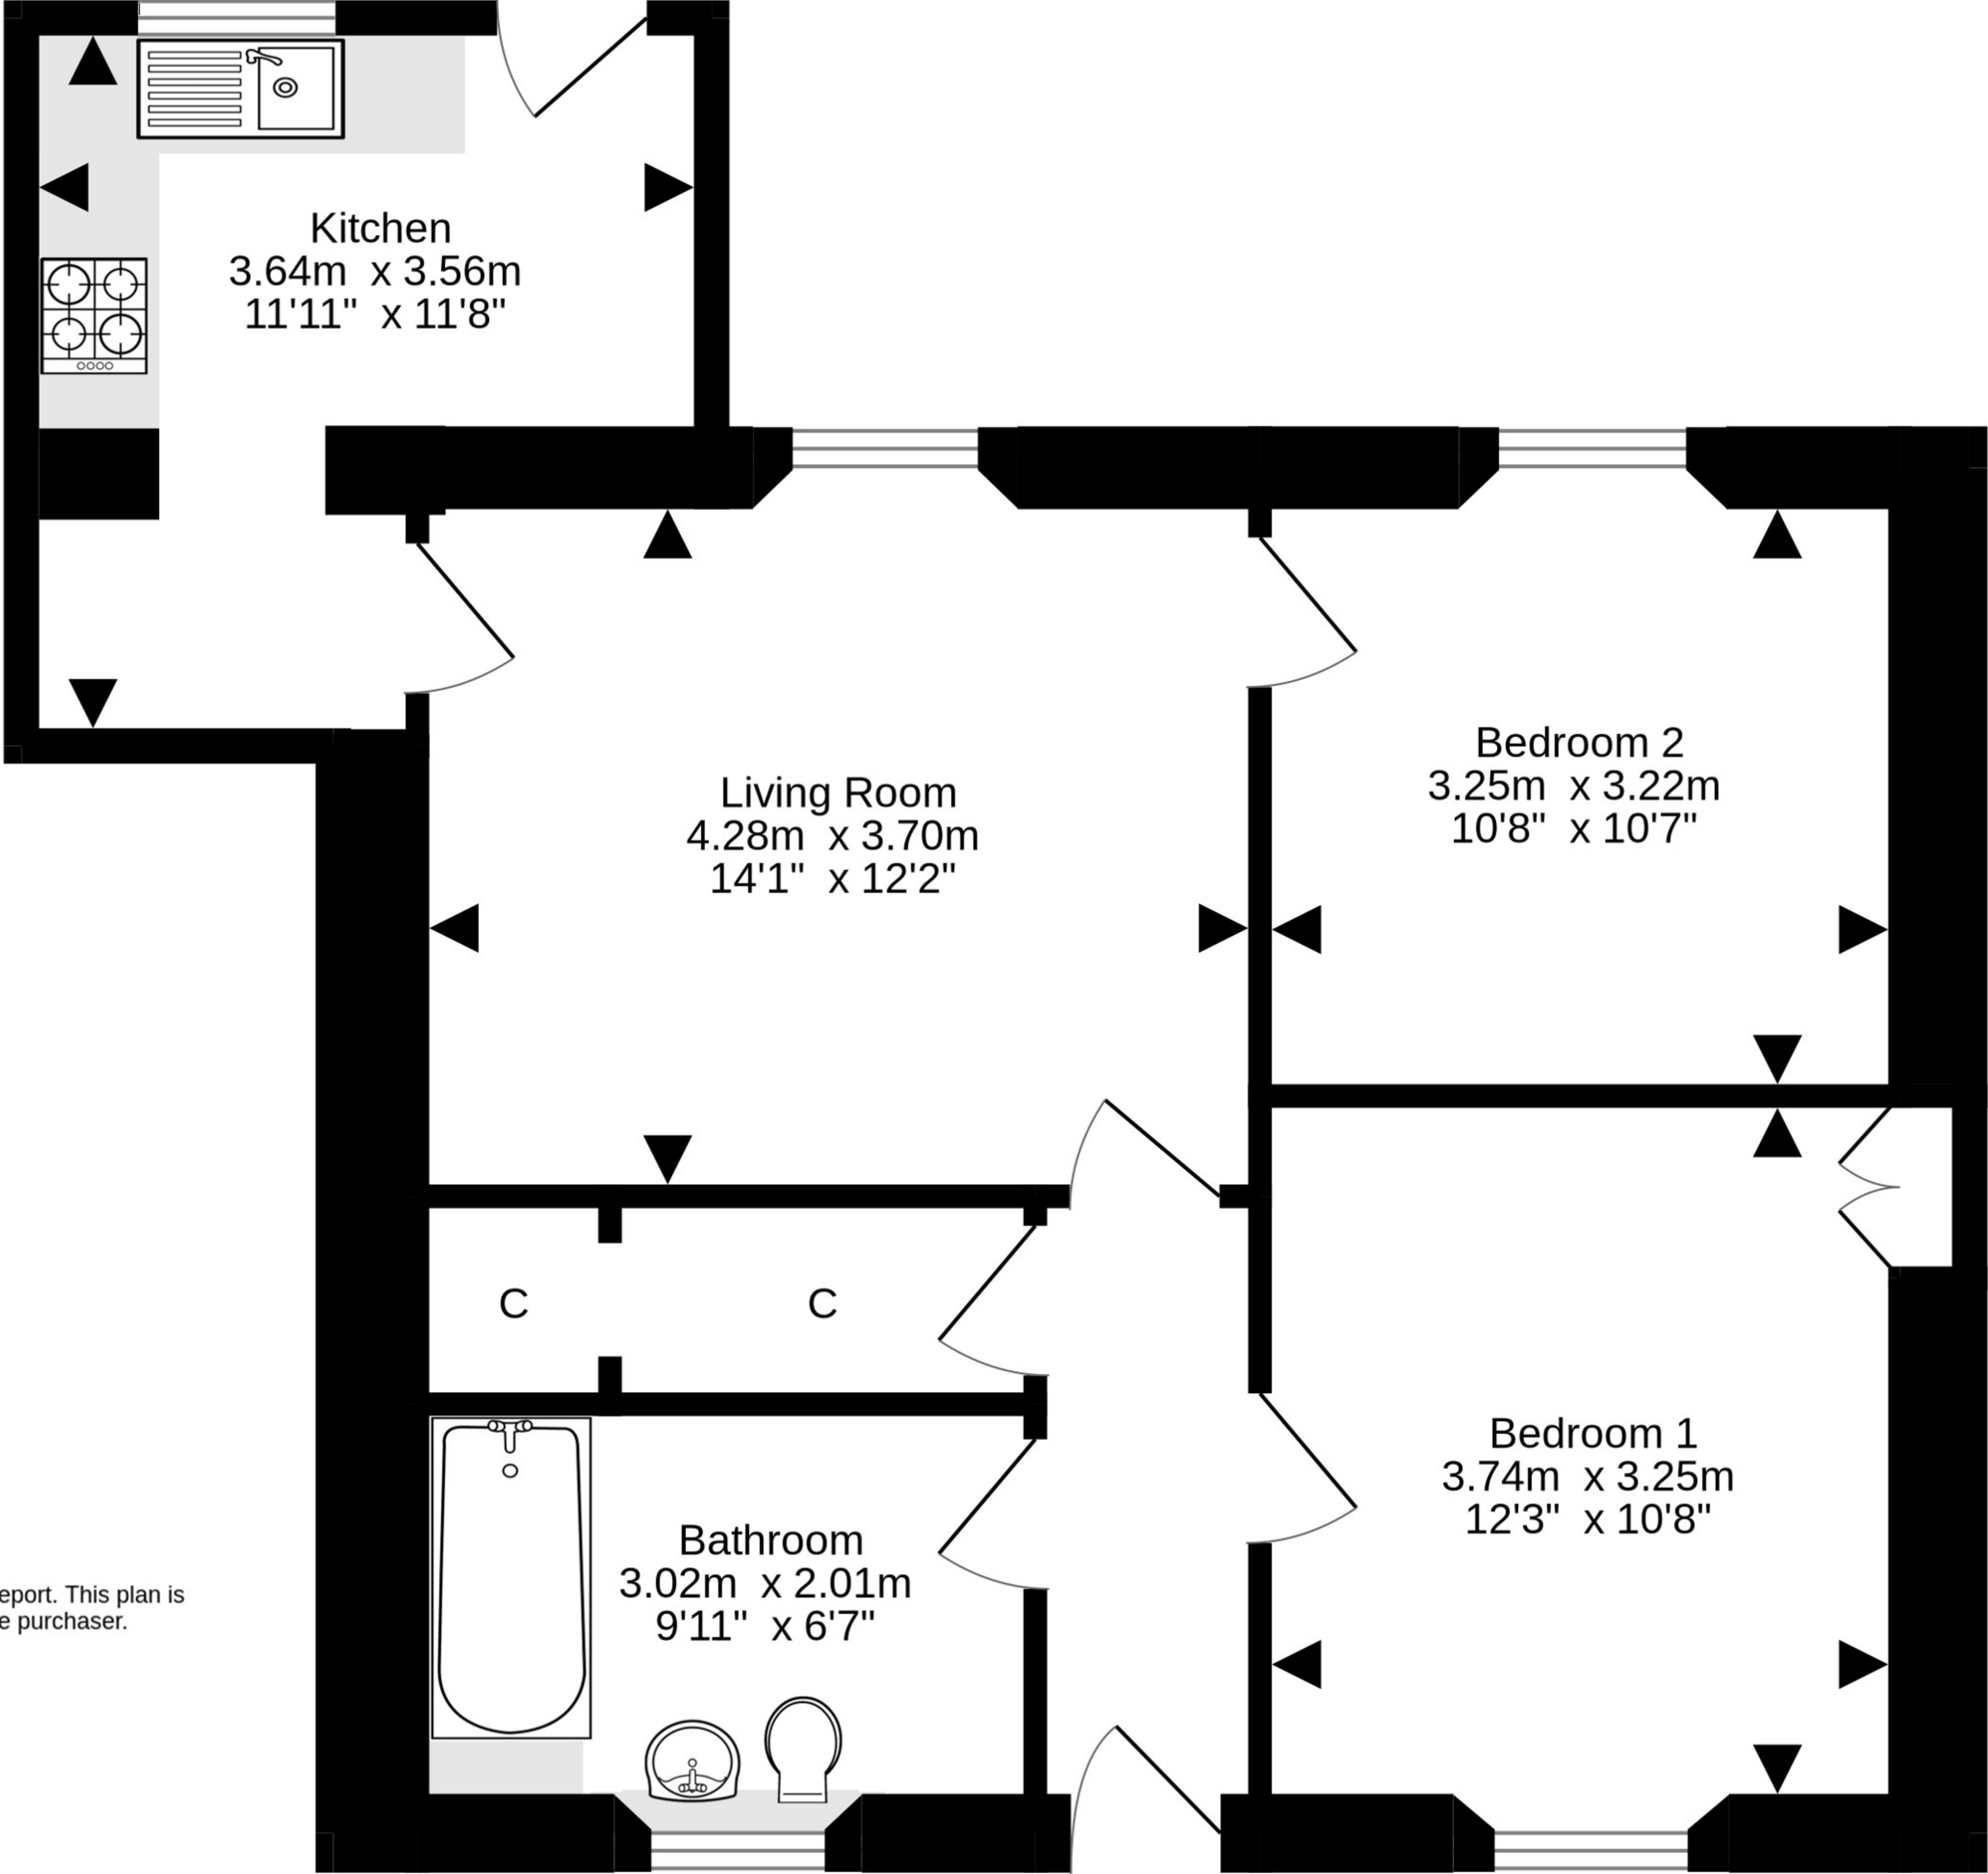 Kitchen
3.64m x 3.56m
11'11" x 11'8"
Living Room
4.28m x 3.70m
14'1" x 12'2"
Bedroom 2
3.25m x 3.22m
10'8" x 10'7"
C
C
Bedroom 1
3.74m x 3.25m
12'3" x 10'8"
Bathroom
3.02m x 2.01m
9'11" x 6'7"
eport. This plan is
e purchaser.